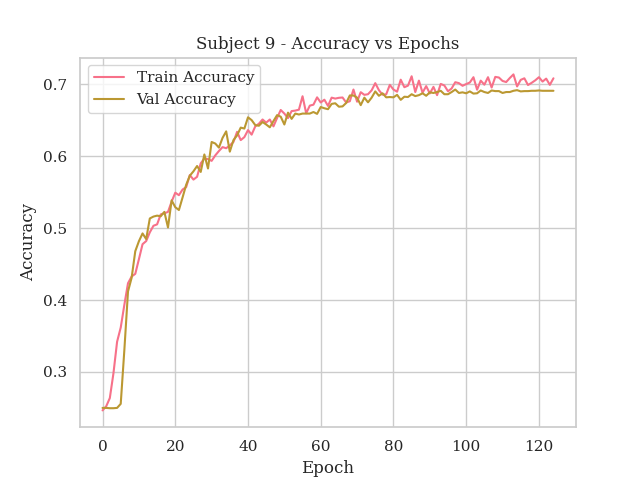 Subject 9 - Accuracy vs Epochs
Train Accuracy
Val Accuracy
0.7
0.6
0.5
0.4
0.3
Accuracy
0 20 40 60 80 100 120
Epoch